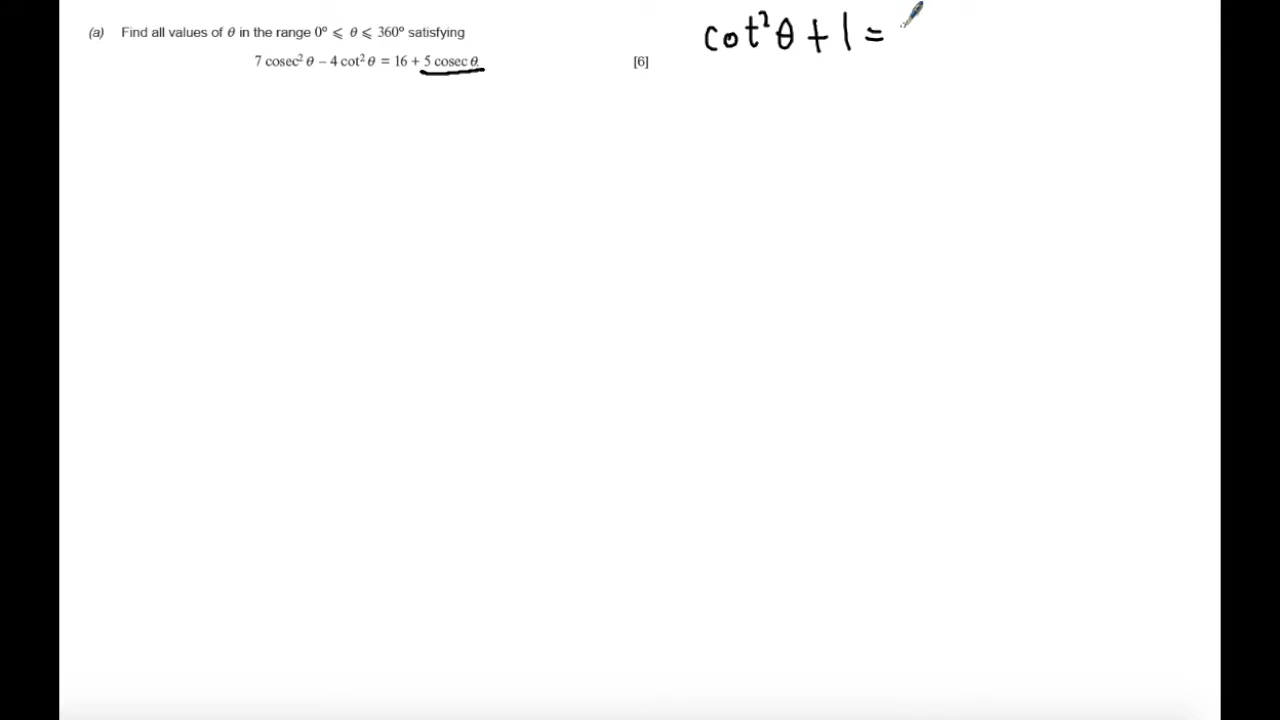 (a) Find all values of θ in the range 0° ⩽ θ ⩽ 360° satisfying
7 cosec² θ − 4 cot² θ = 16 + 5 cosec θ. [6]
cot² θ + 1 =